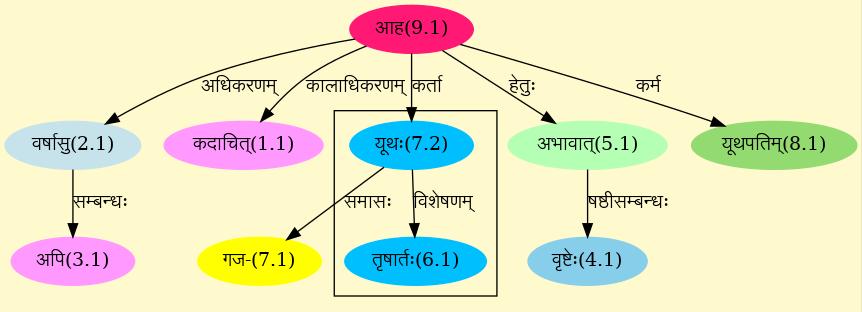 आह(9.1)
अधिकरणम् कालाधिकरणम् कर्ता हेतुः कर्म
वर्षासु(2.1) कदाचित्(1.1) यूथः(7.2) अभावात्(5.1) यूथपतिम्(8.1)
सम्बन्धः समासः विशेषणम् षष्ठीसम्बन्धः
अपि(3.1) गज-(7.1) तृषार्तः(6.1) वृष्टेः(4.1)